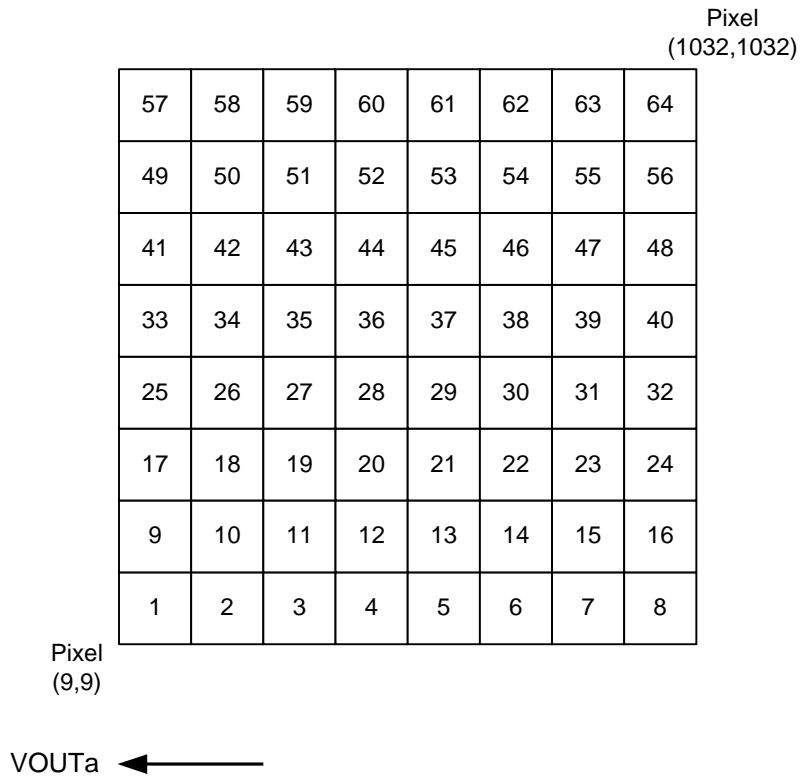 Pixel
(1032,1032)
57 58 59 60 61 62 63 64
49 50 51 52 53 54 55 56
41 42 43 44 45 46 47 48
33 34 35 36 37 38 39 40
25 26 27 28 29 30 31 32
17 18 19 20 21 22 23 24
9 10 11 12 13 14 15 16
1 2 3 4 5 6 7 8
Pixel
(9,9)
VOUTa